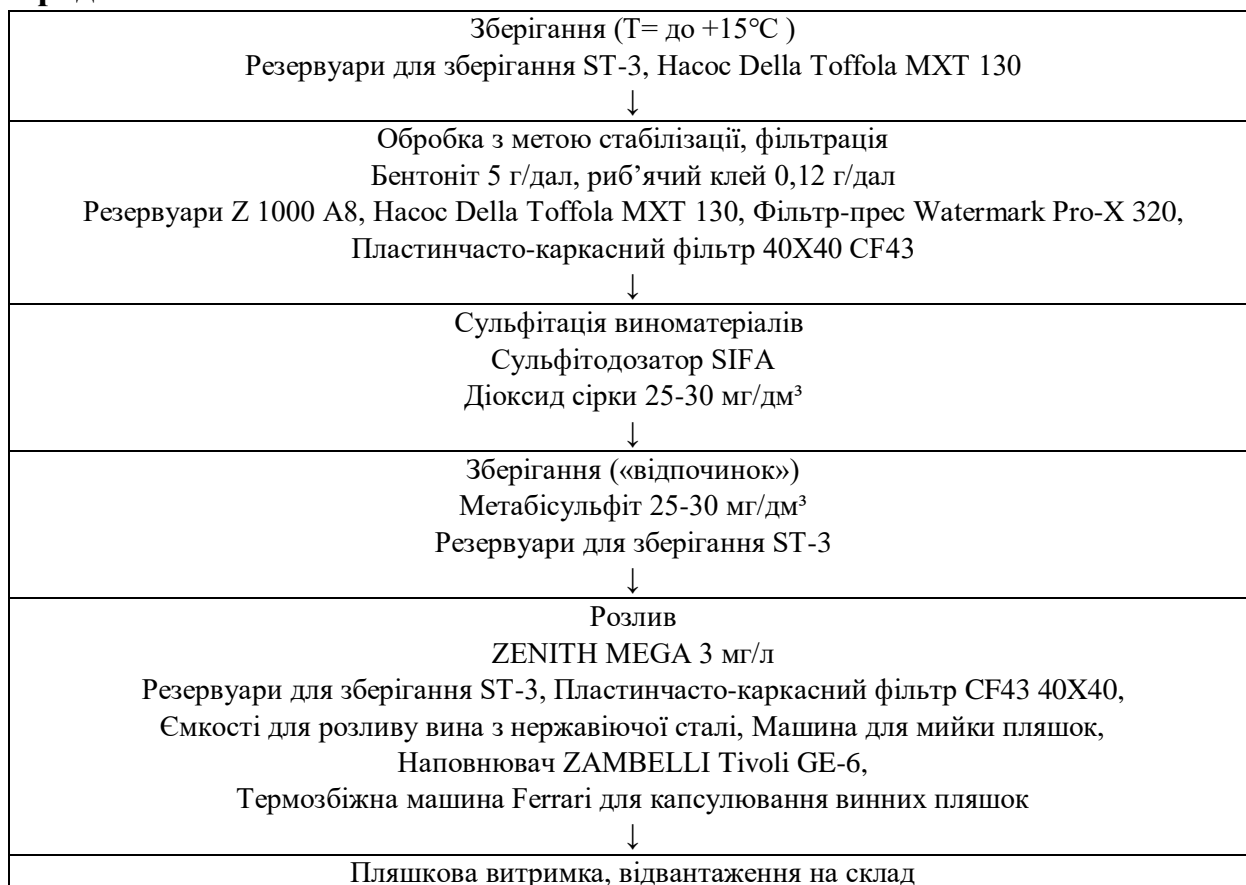 Зберігання (Т= до +15°С )
Резервуари для зберігання ST-3, Насос Della Toffola MXT 130
↓
Обробка з метою стабілізації, фільтрація
Бентоніт 5 г/дал, риб’ячий клей 0,12 г/дал
Резервуари Z 1000 A8, Насос Della Toffola MXT 130, Фільтр-прес Watermark Pro-X 320,
Пластинчасто-каркасний фільтр 40X40 CF43
↓
Сульфітація виноматеріалів
Сульфітодозатор SIFA
Діоксид сірки 25-30 мг/дм³
↓
Зберігання («відпочинок»)
Метабісульфіт 25-30 мг/дм³
Резервуари для зберігання ST-3
↓
Розлив
ZENITH MEGA 3 мг/л
Резервуари для зберігання ST-3, Пластинчасто-каркасний фільтр CF43 40X40,
Ємкості для розливу вина з нержавіючої сталі, Машина для мийки пляшок,
Наповнювач ZAMBELLI Tivoli GE-6,
Термозбіжна машина Ferrari для капсулювання винних пляшок
↓
Пляшкова витримка, відвантаження на склад